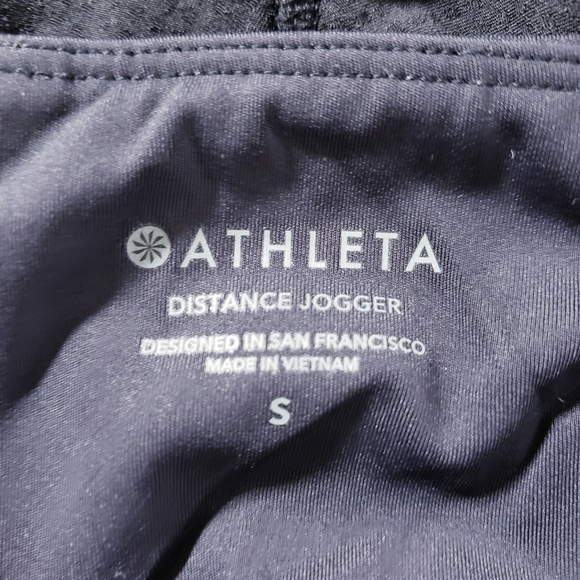 ATHLETA
DISTANCE JOGGER
DESIGNED IN SAN FRANCISCO
MADE IN VIETNAM
S